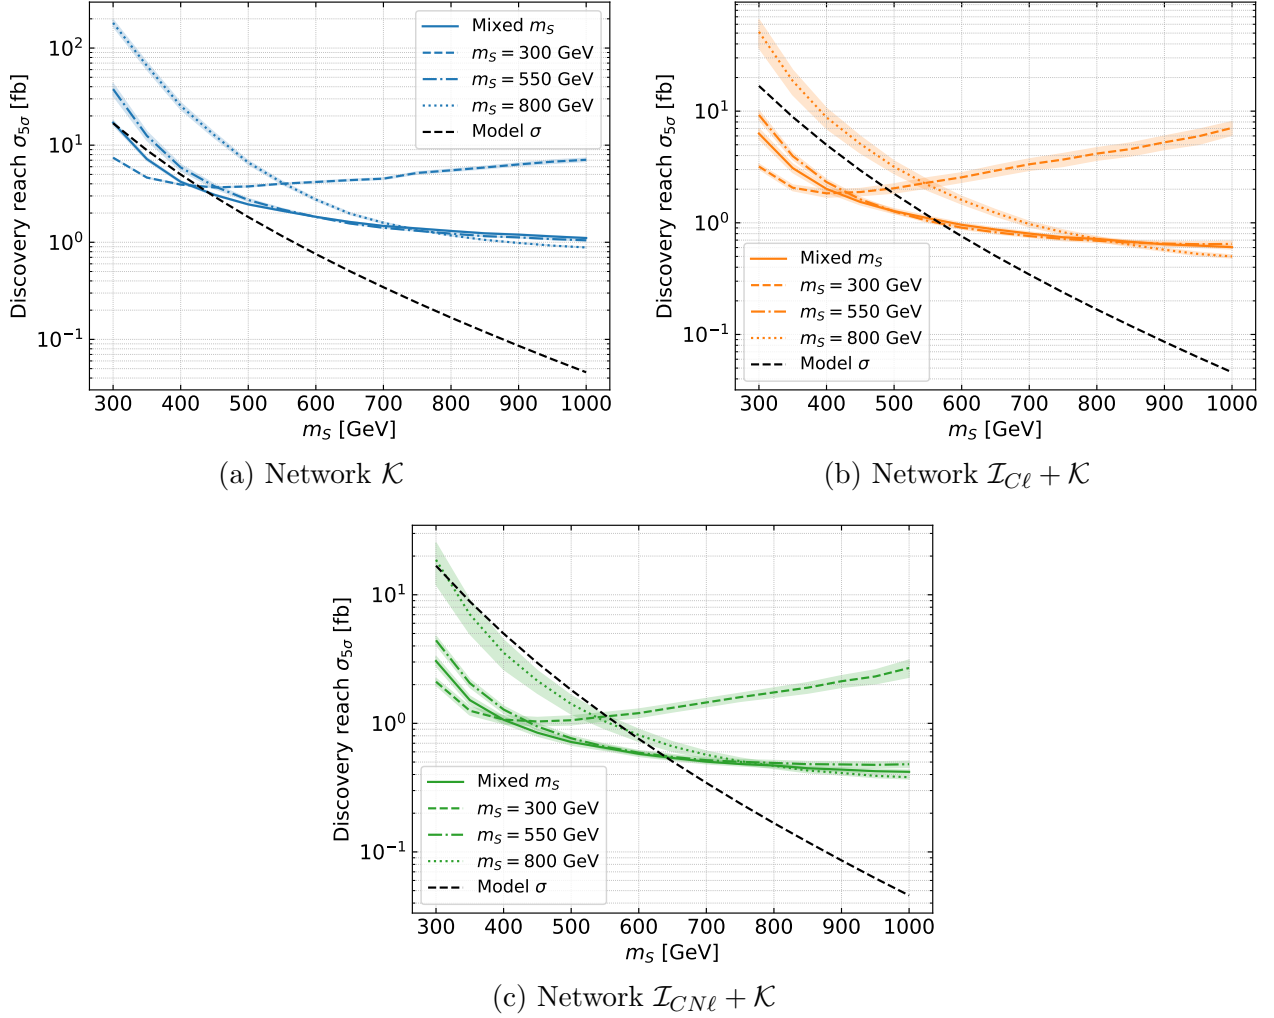 Discovery reach σ5σ [fb]
10²
10¹
10⁰
10⁻¹
300 400 500 600 700 800 900 1000
mS [GeV]
Mixed mS
mS = 300 GeV
mS = 550 GeV
mS = 800 GeV
Model σ
(a) Network 𝒦
Discovery reach σ5σ [fb]
10¹
10⁰
10⁻¹
300 400 500 600 700 800 900 1000
mS [GeV]
Mixed mS
mS = 300 GeV
mS = 550 GeV
mS = 800 GeV
Model σ
(b) Network ℐCℓ + 𝒦
Discovery reach σ5σ [fb]
10¹
10⁰
10⁻¹
300 400 500 600 700 800 900 1000
mS [GeV]
Mixed mS
mS = 300 GeV
mS = 550 GeV
mS = 800 GeV
Model σ
(c) Network ℐCNℓ + 𝒦